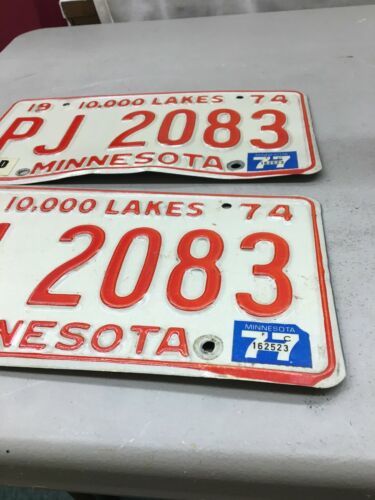 19 10,000 LAKES 74
PJ 2083
MINNESOTA
77
10,000 LAKES 74
2083
NESOTA
MINNESOTA
77 C
162523